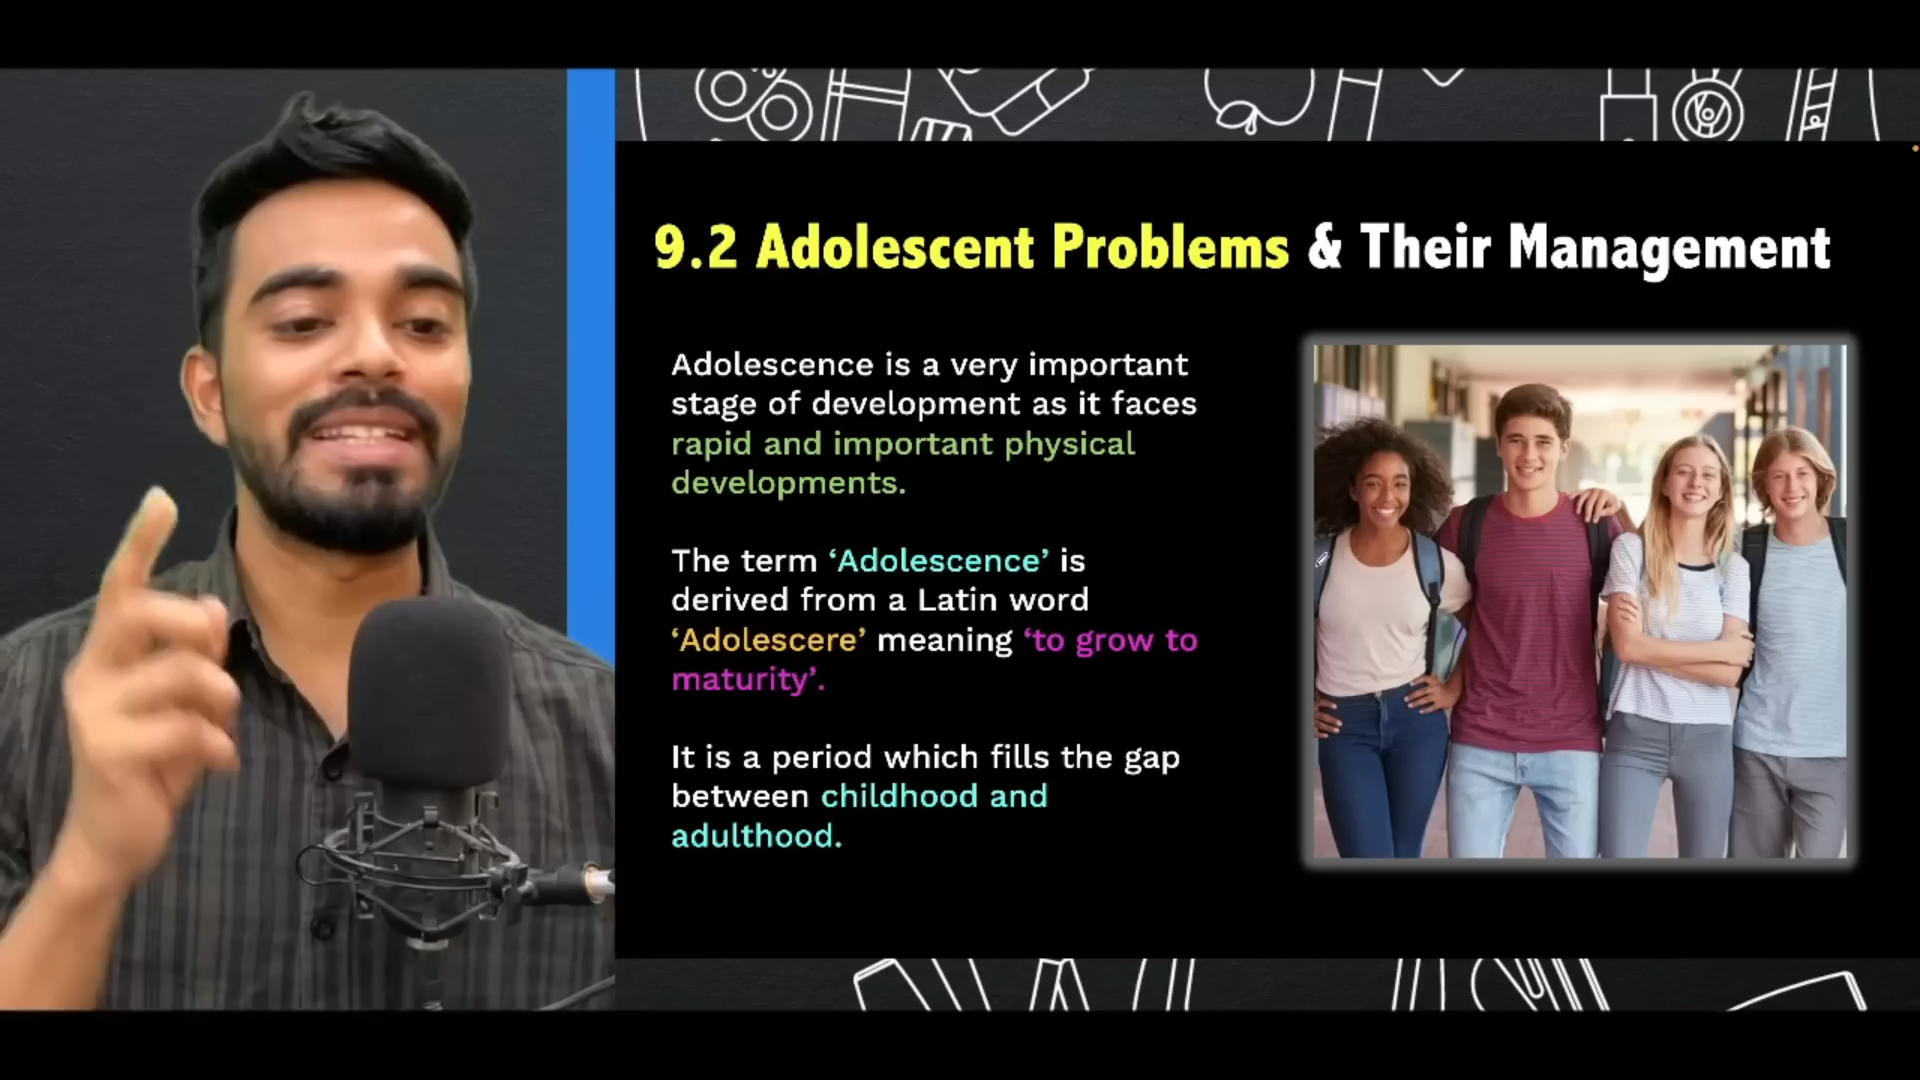 9.2 Adolescent Problems & Their Management
Adolescence is a very important
stage of development as it faces
rapid and important physical
developments.
The term ‘Adolescence’ is
derived from a Latin word
‘Adolescere’ meaning ‘to grow to
maturity’.
It is a period which fills the gap
between childhood and
adulthood.